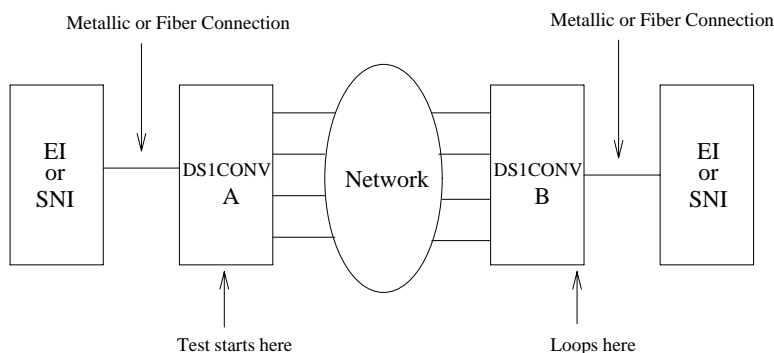 Metallic or Fiber Connection
Metallic or Fiber Connection
EI
or
SNI
DS1CONV
A
Network
DS1CONV
B
EI
or
SNI
Test starts here
Loops here